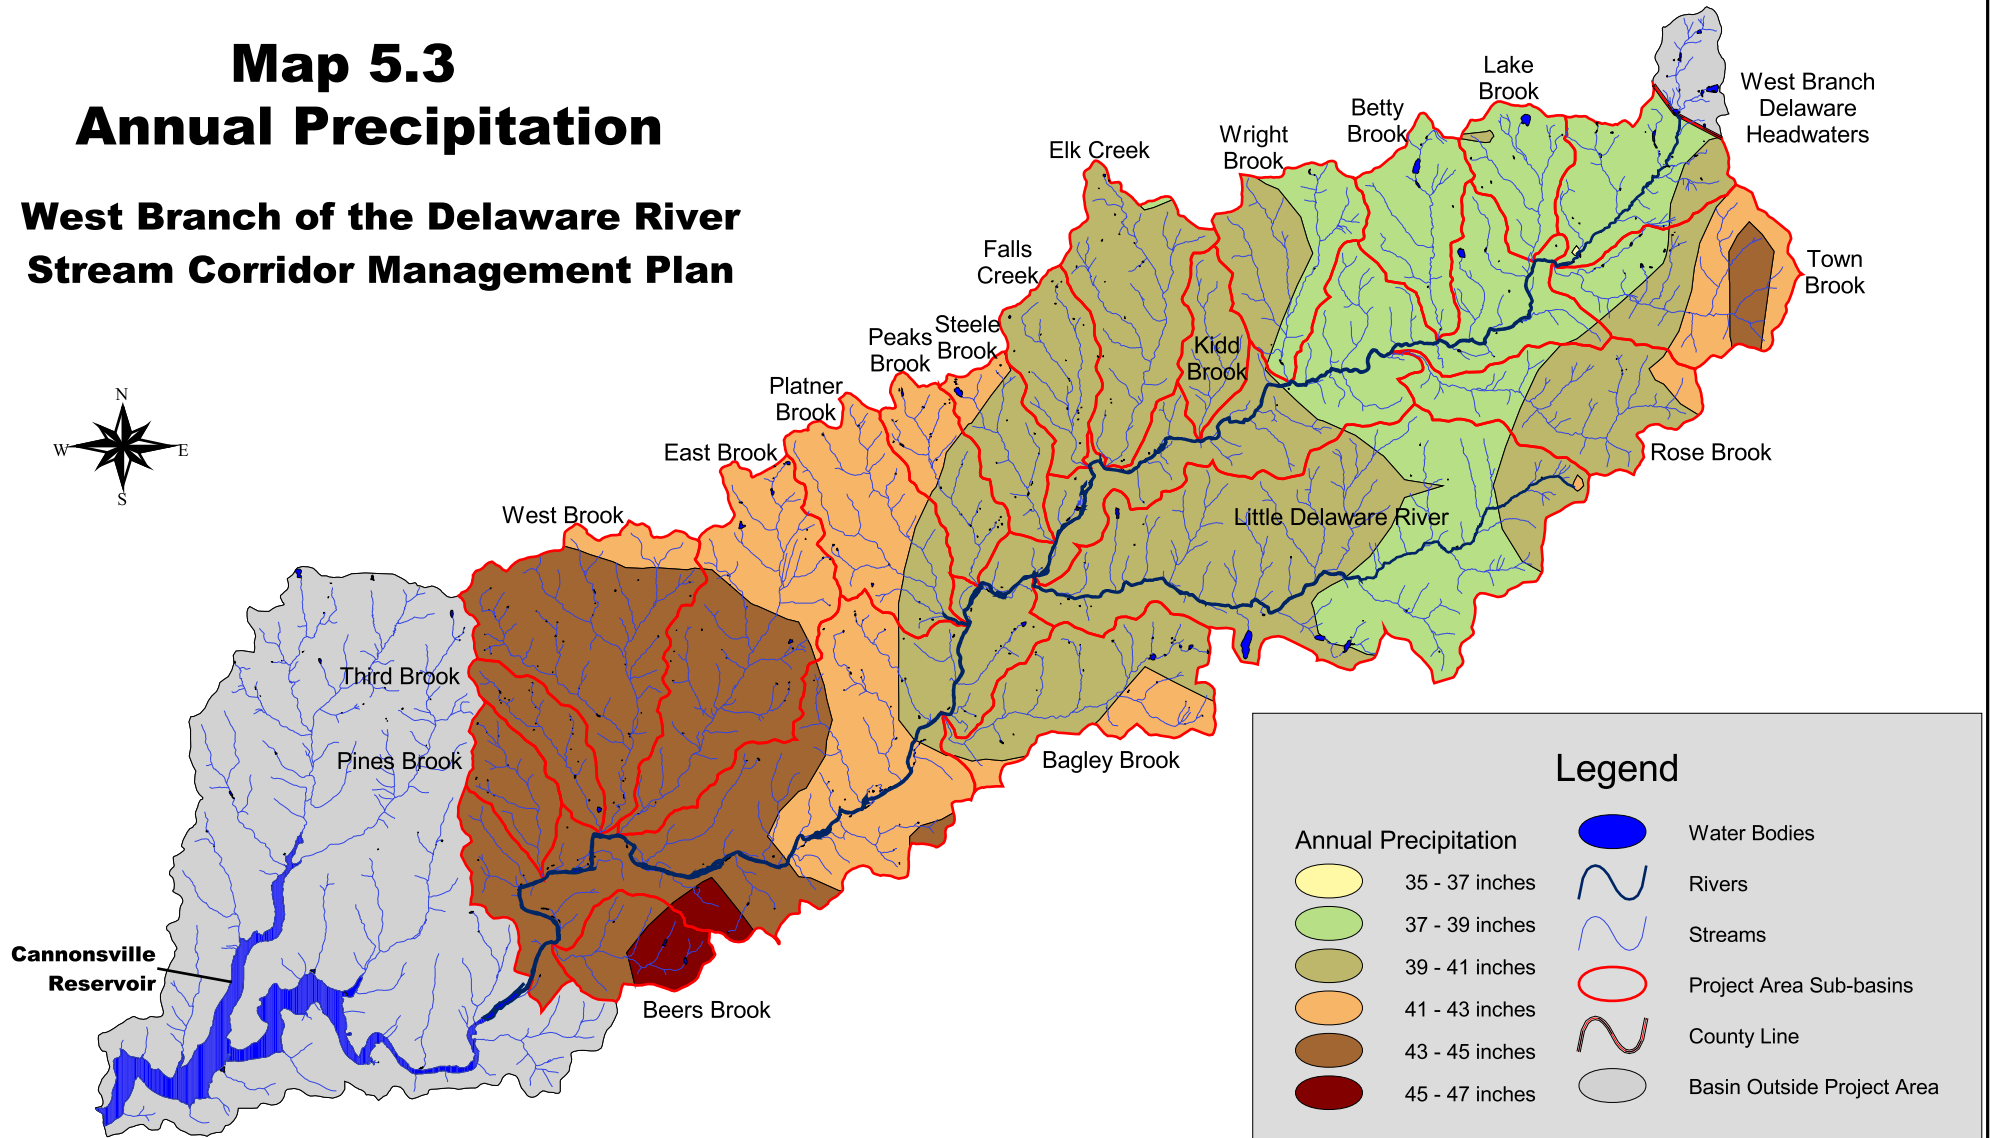 Map 5.3
Annual Precipitation
West Branch of the Delaware River
Stream Corridor Management Plan
N
W
E
S
Lake
Brook
West Branch
Delaware
Headwaters
Betty
Brook
Wright
Brook
Elk Creek
Falls
Creek
Town
Brook
Steele
Brook
Peaks
Brook
Kidd
Brook
Platner
Brook
East Brook
Rose Brook
West Brook
Little Delaware River
Third Brook
Pines Brook
Bagley Brook
Cannonsville
Reservoir
Beers Brook
Legend
Annual Precipitation
35 - 37 inches
37 - 39 inches
39 - 41 inches
41 - 43 inches
43 - 45 inches
45 - 47 inches
Water Bodies
Rivers
Streams
Project Area Sub-basins
County Line
Basin Outside Project Area